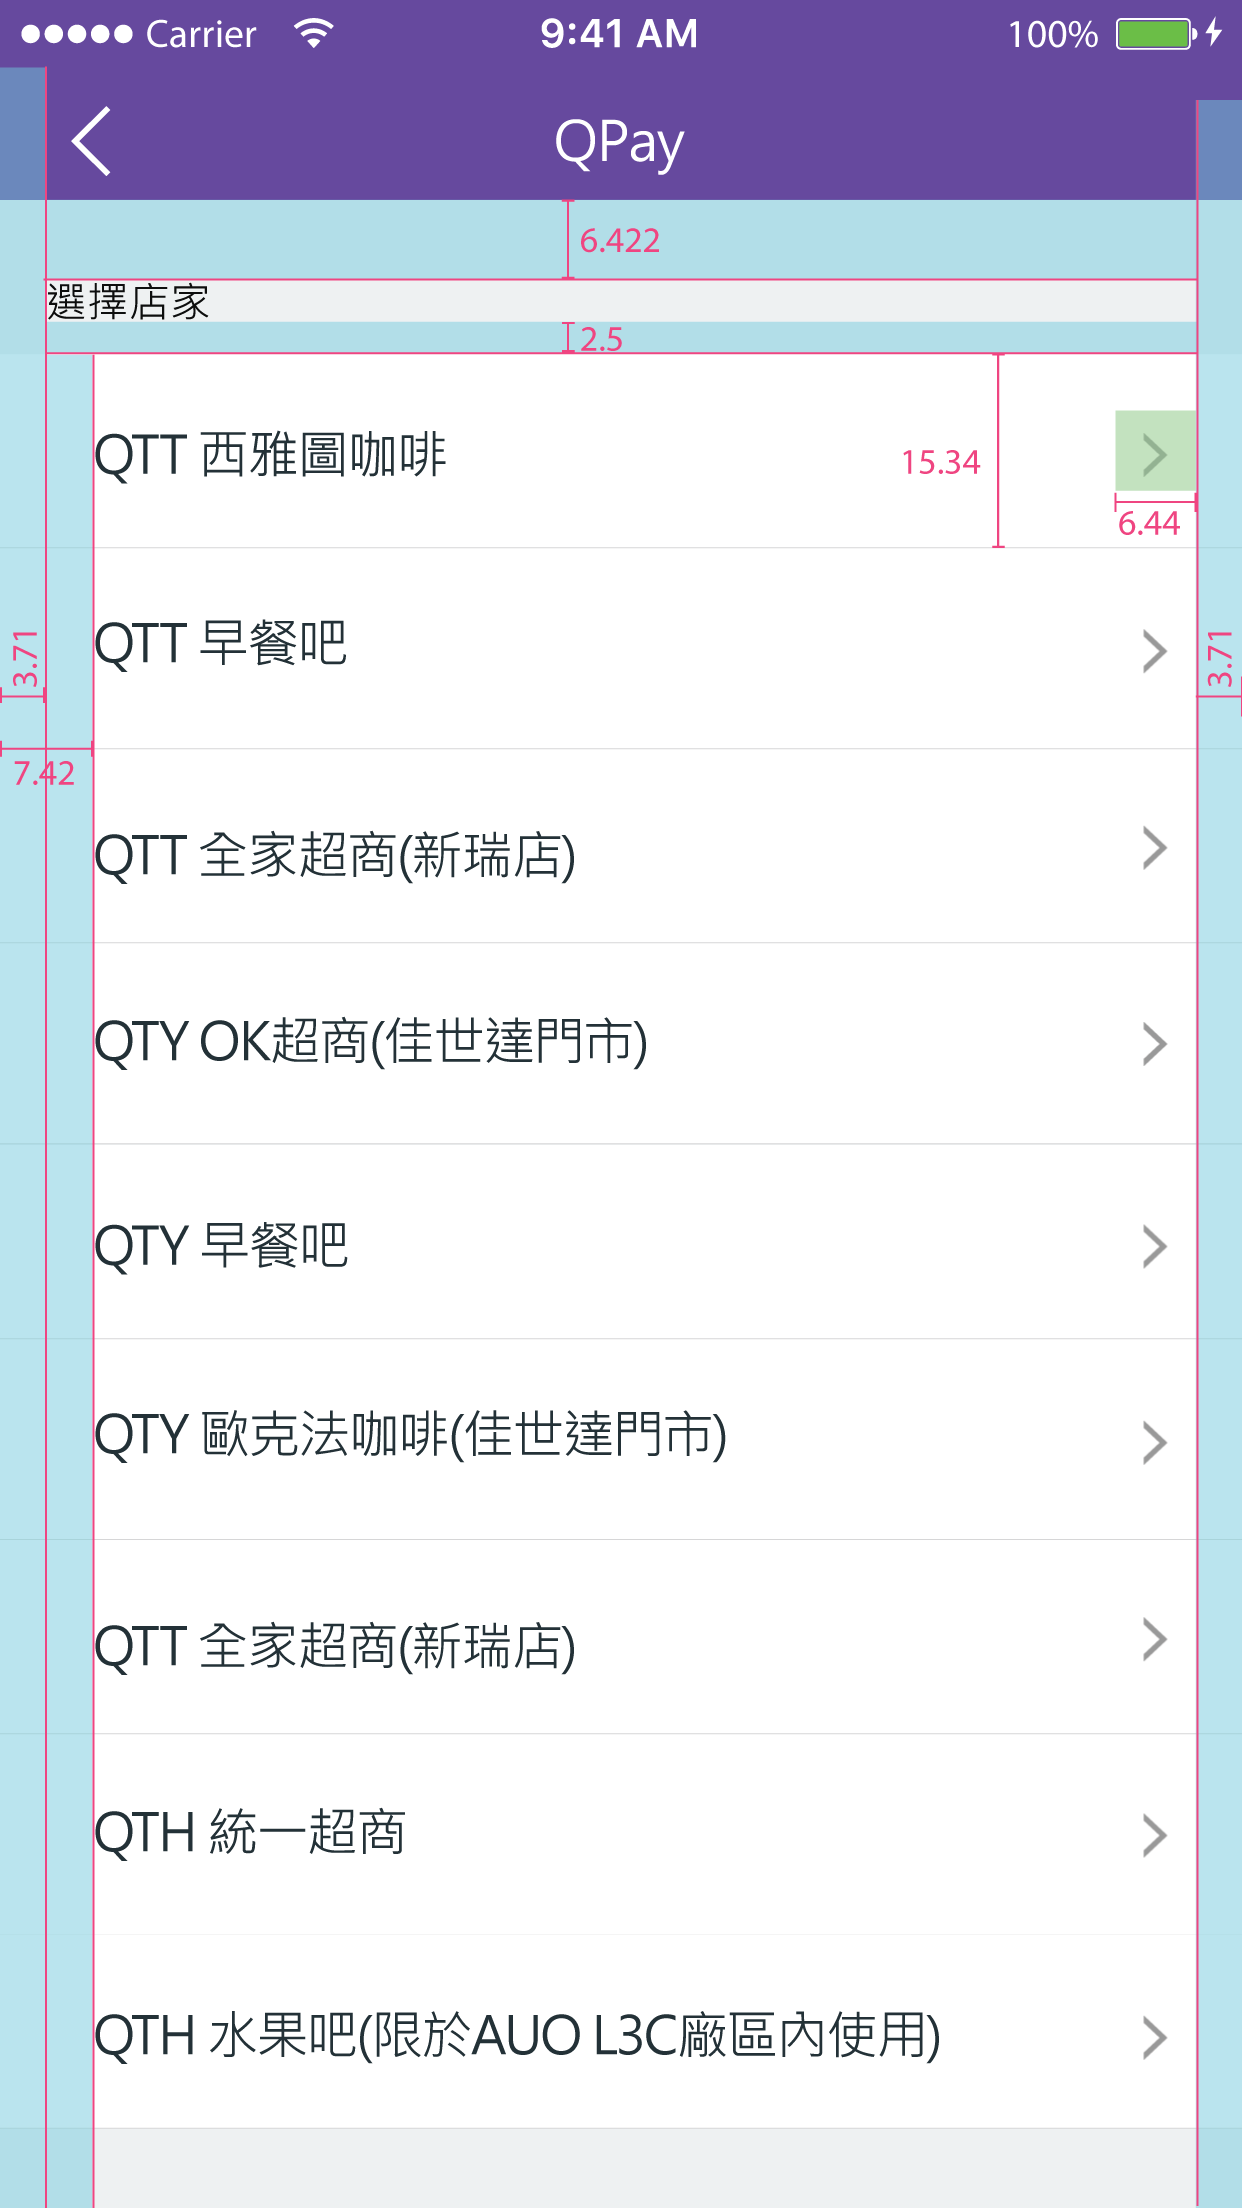 Carrier 9:41 AM 100%
QPay
6.422
選擇店家
2.5
QTT 西雅圖咖啡
15.34
6.44
QTT 早餐吧
3.71
3.71
7.42
QTT 全家超商(新瑞店)
QTY OK超商(佳世達門市)
QTY 早餐吧
QTY 歐克法咖啡(佳世達門市)
QTT 全家超商(新瑞店)
QTH 統一超商
QTH 水果吧(限於AUO L3C廠區內使用)